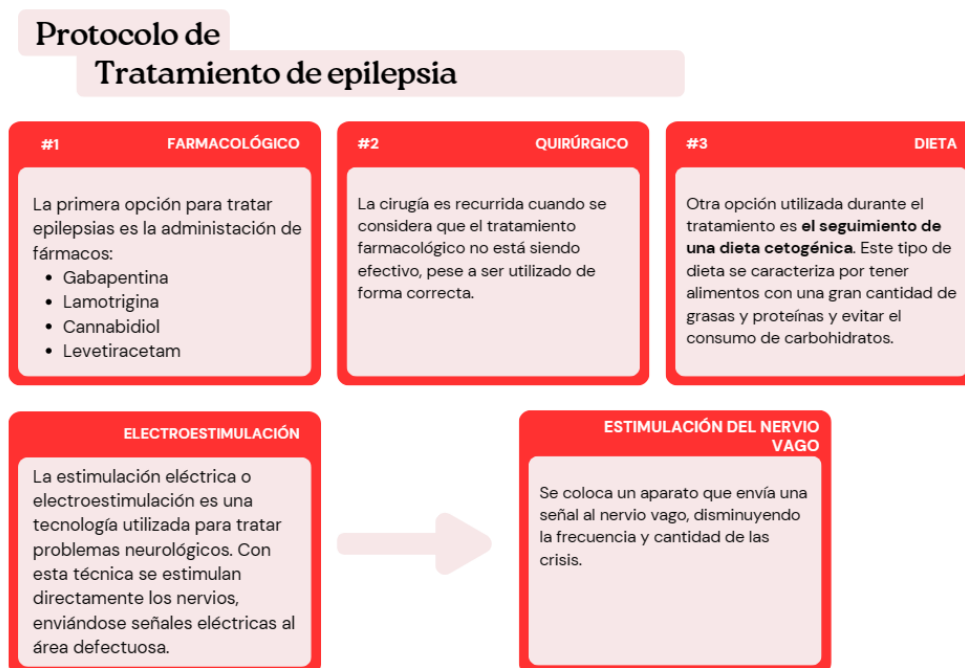 Protocolo de
Tratamiento de epilepsia
#1 FARMACOLÓGICO
La primera opción para tratar
epilepsias es la administación de
fármacos:
• Gabapentina
• Lamotrigina
• Cannabidiol
• Levetiracetam
#2 QUIRÚRGICO
La cirugía es recurrida cuando se
considera que el tratamiento
farmacológico no está siendo
efectivo, pese a ser utilizado de
forma correcta.
#3 DIETA
Otra opción utilizada durante el
tratamiento es el seguimiento de
una dieta cetogénica. Este tipo de
dieta se caracteriza por tener
alimentos con una gran cantidad de
grasas y proteínas y evitar el
consumo de carbohidratos.
ELECTROESTIMULACIÓN
La estimulación eléctrica o
electroestimulación es una
tecnología utilizada para tratar
problemas neurológicos. Con
esta técnica se estimulan
directamente los nervios,
enviándose señales eléctricas al
área defectuosa.
ESTIMULACIÓN DEL NERVIO
VAGO
Se coloca un aparato que envía una
señal al nervio vago, disminuyendo
la frecuencia y cantidad de las
crisis.